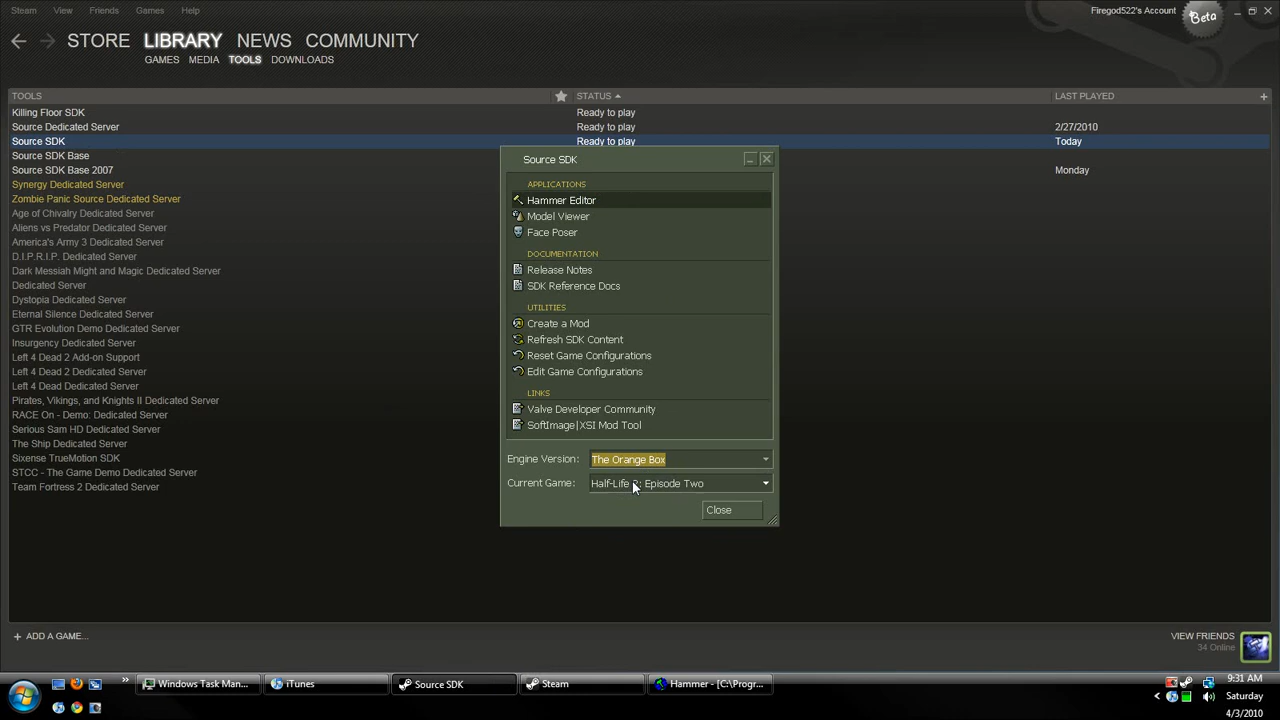 Steam View Friends Games Help Firegod522's Account Beta
STORE LIBRARY NEWS COMMUNITY
GAMES MEDIA TOOLS DOWNLOADS
TOOLS STATUS LAST PLAYED +
Killing Floor SDK Ready to play
Source Dedicated Server Ready to play 2/27/2010
Source SDK Ready to play Today
Source SDK Base
Source SDK Base 2007 Monday
Synergy Dedicated Server
Zombie Panic Source Dedicated Server
Age of Chivalry Dedicated Server
Aliens vs Predator Dedicated Server
America's Army 3 Dedicated Server
D.I.P.R.I.P. Dedicated Server
Dark Messiah Might and Magic Dedicated Server
Dedicated Server
Dystopia Dedicated Server
Eternal Silence Dedicated Server
GTR Evolution Demo Dedicated Server
Insurgency Dedicated Server
Left 4 Dead 2 Add-on Support
Left 4 Dead 2 Dedicated Server
Left 4 Dead Dedicated Server
Pirates, Vikings, and Knights II Dedicated Server
RACE On - Demo: Dedicated Server
Serious Sam HD Dedicated Server
The Ship Dedicated Server
Sixense TrueMotion SDK
STCC - The Game Demo Dedicated Server
Team Fortress 2 Dedicated Server
Source SDK
APPLICATIONS
Hammer Editor
Model Viewer
Face Poser
DOCUMENTATION
Release Notes
SDK Reference Docs
UTILITIES
Create a Mod
Refresh SDK Content
Reset Game Configurations
Edit Game Configurations
LINKS
Valve Developer Community
SoftImage|XSI Mod Tool
Engine Version: The Orange Box
Current Game: Half-Life 2: Episode Two
Close
+ ADD A GAME...
VIEW FRIENDS
34 Online
Windows Task Man... iTunes Source SDK Steam Hammer - [C:\Progr...
9:31 AM
Saturday
4/3/2010